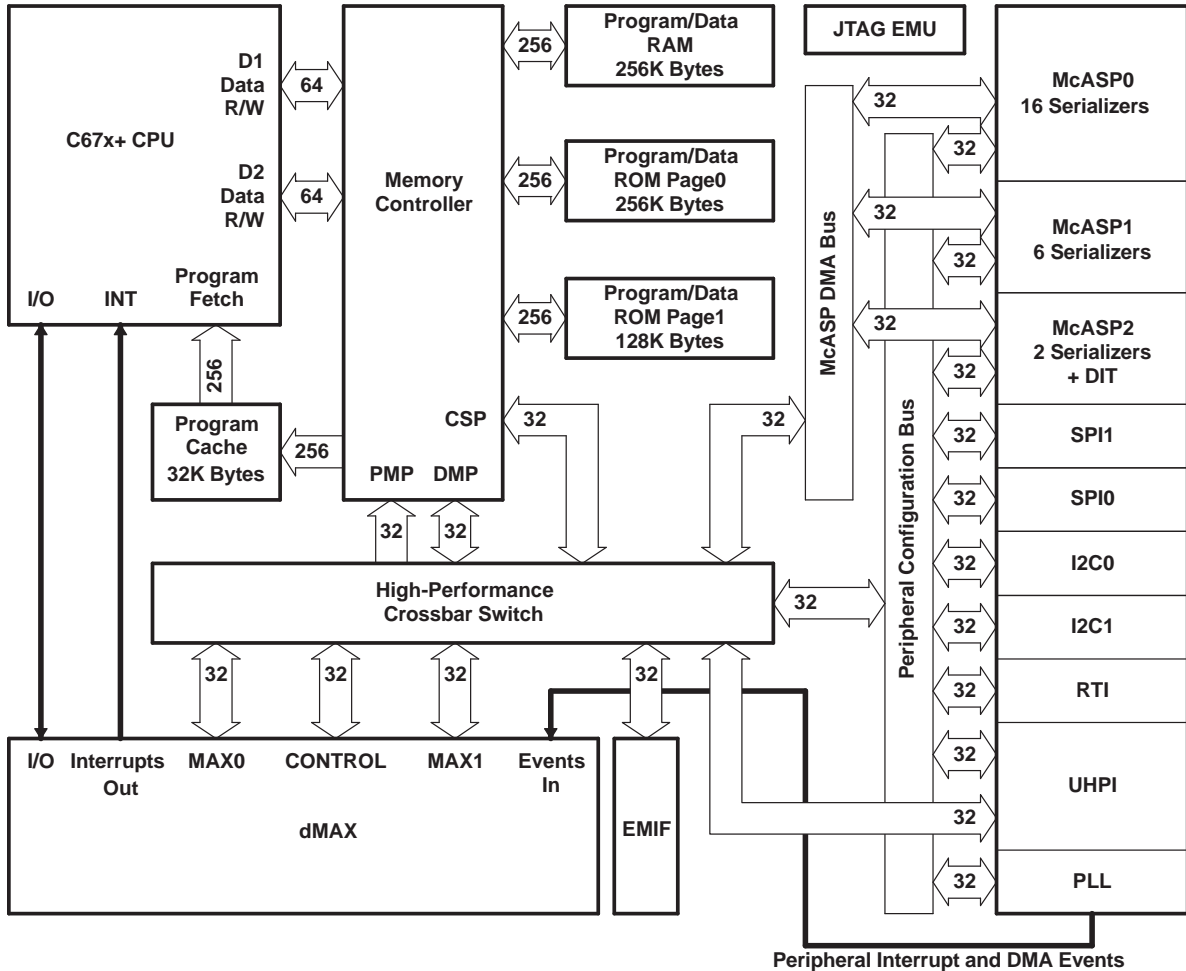 Program/Data
RAM
256K Bytes
JTAG EMU
D1
Data
R/W
64
256
32
McASP0
16 Serializers
32
C67x+ CPU
D2
Data
R/W
64
Memory
Controller
256
Program/Data
ROM Page0
256K Bytes
McASP DMA Bus
32
McASP1
6 Serializers
32
I/O
INT
Program
Fetch
256
Program/Data
ROM Page1
128K Bytes
32
McASP2
2 Serializers
+ DIT
32
256
Program
Cache
32K Bytes
256
CSP
32
32
PMP
DMP
32
32
Peripheral Configuration Bus
32
SPI1
32
SPI0
High-Performance
Crossbar Switch
32
32
I2C0
32
I2C1
32
32
32
32
32
RTI
I/O
Interrupts
Out
MAX0
CONTROL
MAX1
Events
In
dMAX
EMIF
32
32
UHPI
32
32
PLL
Peripheral Interrupt and DMA Events